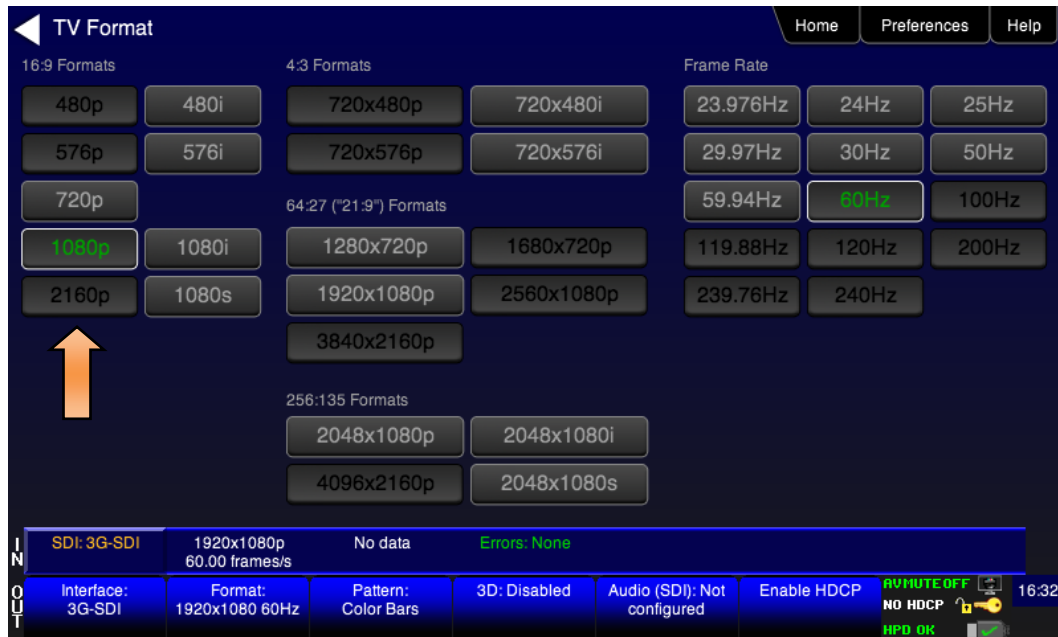 TV Format
Home Preferences Help
16:9 Formats
4:3 Formats
Frame Rate
480p 480i
720x480p 720x480i
23.976Hz 24Hz 25Hz
576p 576i
720x576p 720x576i
29.97Hz 30Hz 50Hz
720p
64:27 ("21:9") Formats
59.94Hz 60Hz 100Hz
1080p 1080i
1280x720p 1680x720p
119.88Hz 120Hz 200Hz
2160p 1080s
1920x1080p 2560x1080p
239.76Hz 240Hz
3840x2160p
256:135 Formats
2048x1080p 2048x1080i
4096x2160p 2048x1080s
IN
SDI: 3G-SDI
1920x1080p
60.00 frames/s
No data
Errors: None
OUT
Interface:
3G-SDI
Format:
1920x1080 60Hz
Pattern:
Color Bars
3D: Disabled
Audio (SDI): Not
configured
Enable HDCP
AVMUTEOFF
NO HDCP
HPD OK
16:32